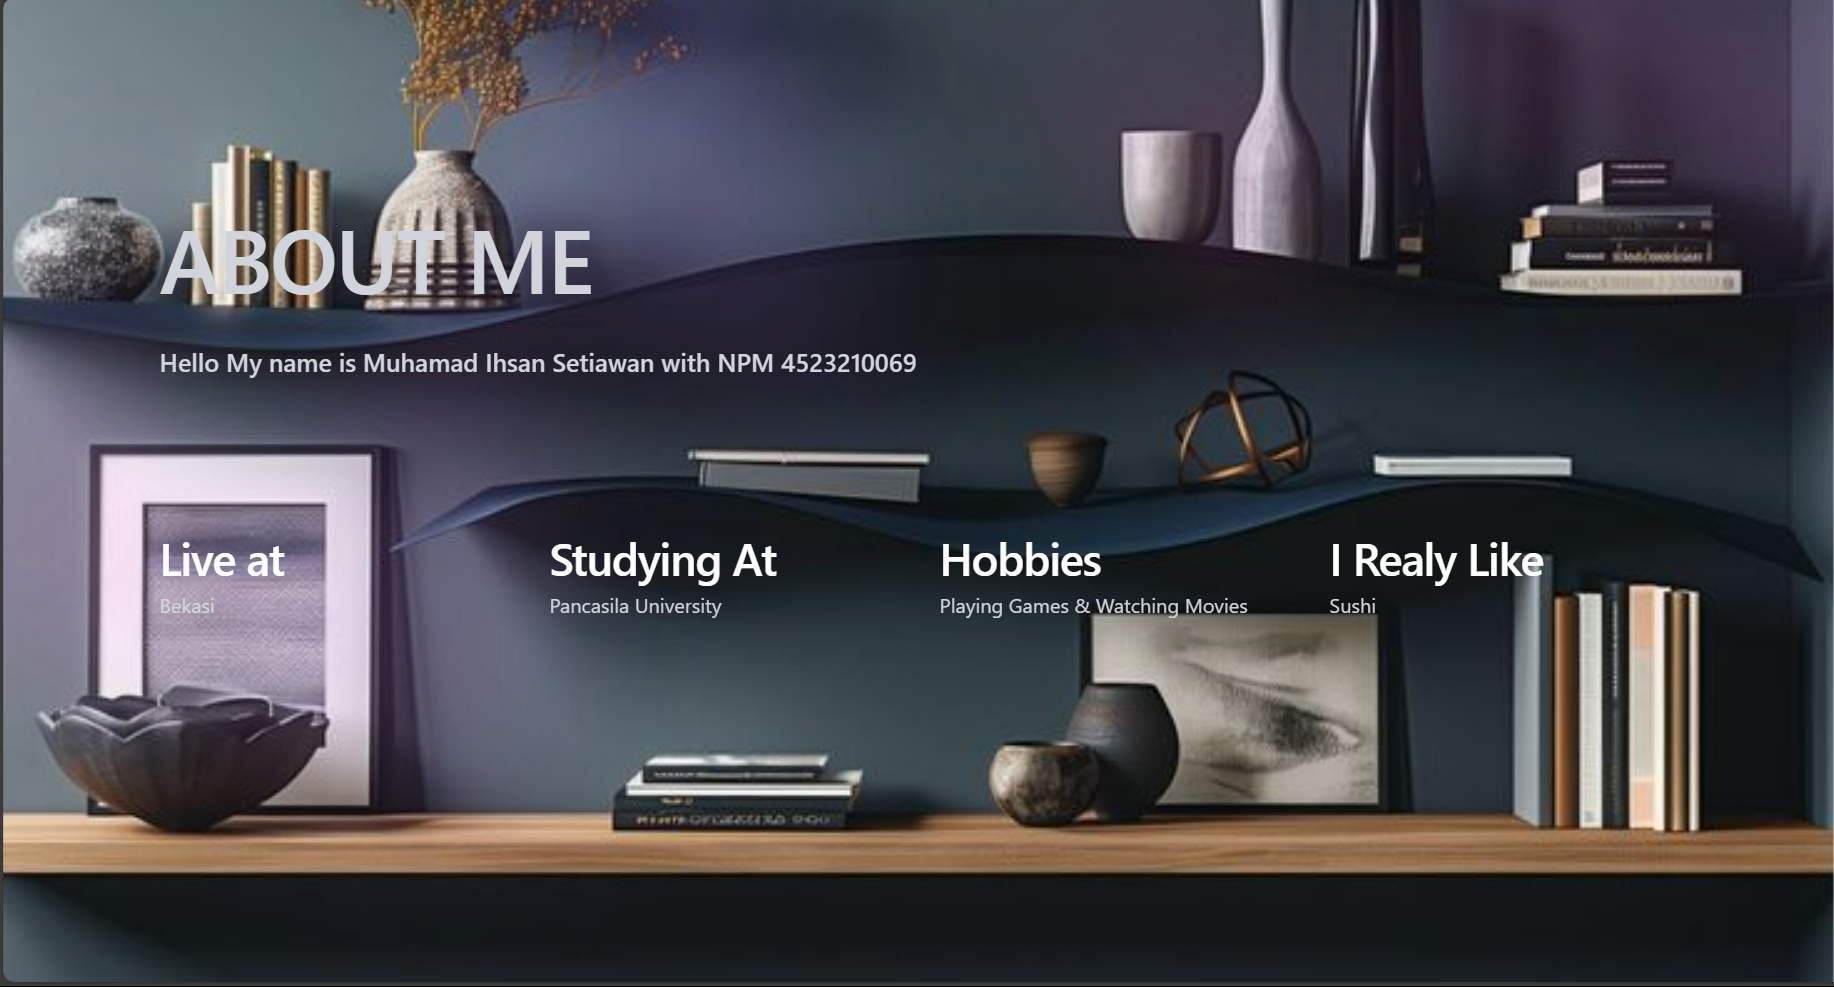 ABOUT ME
Hello My name is Muhamad Ihsan Setiawan with NPM 4523210069
Live at
Studying At
Hobbies
I Realy Like
Bekasi
Pancasila University
Playing Games & Watching Movies
Sushi